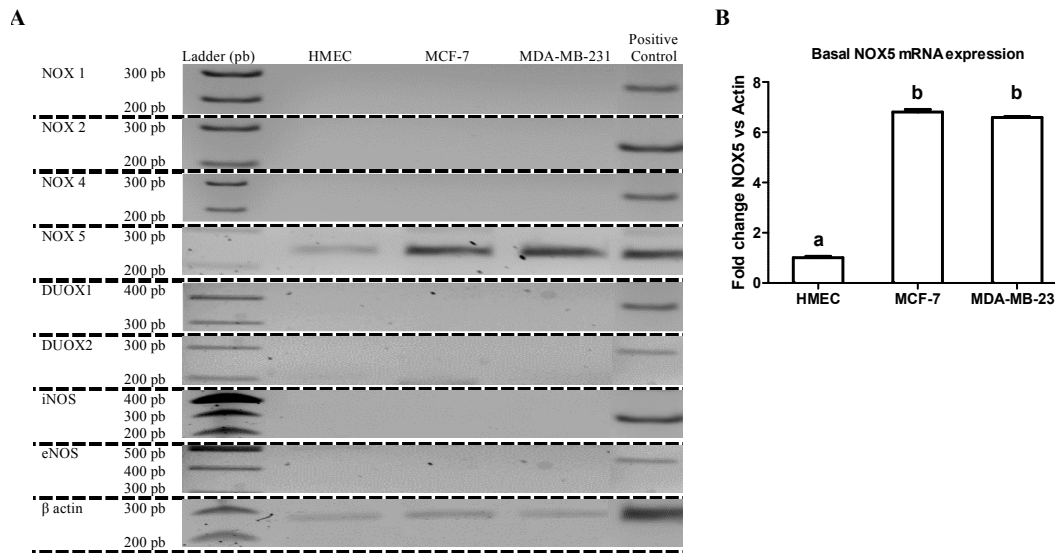 A
Ladder (pb) HMEC MCF-7 MDA-MB-231 Positive Control
NOX 1 300 pb
200 pb
NOX 2 300 pb
200 pb
NOX 4 300 pb
200 pb
NOX 5 300 pb
200 pb
DUOX1 400 pb
300 pb
DUOX2 300 pb
200 pb
iNOS 400 pb
300 pb
200 pb
eNOS 500 pb
400 pb
300 pb
β actin 300 pb
200 pb
B
Basal NOX5 mRNA expression
Fold change NOX5 vs Actin
8
6
4
2
0
a
b
b
HMEC MCF-7 MDA-MB-23